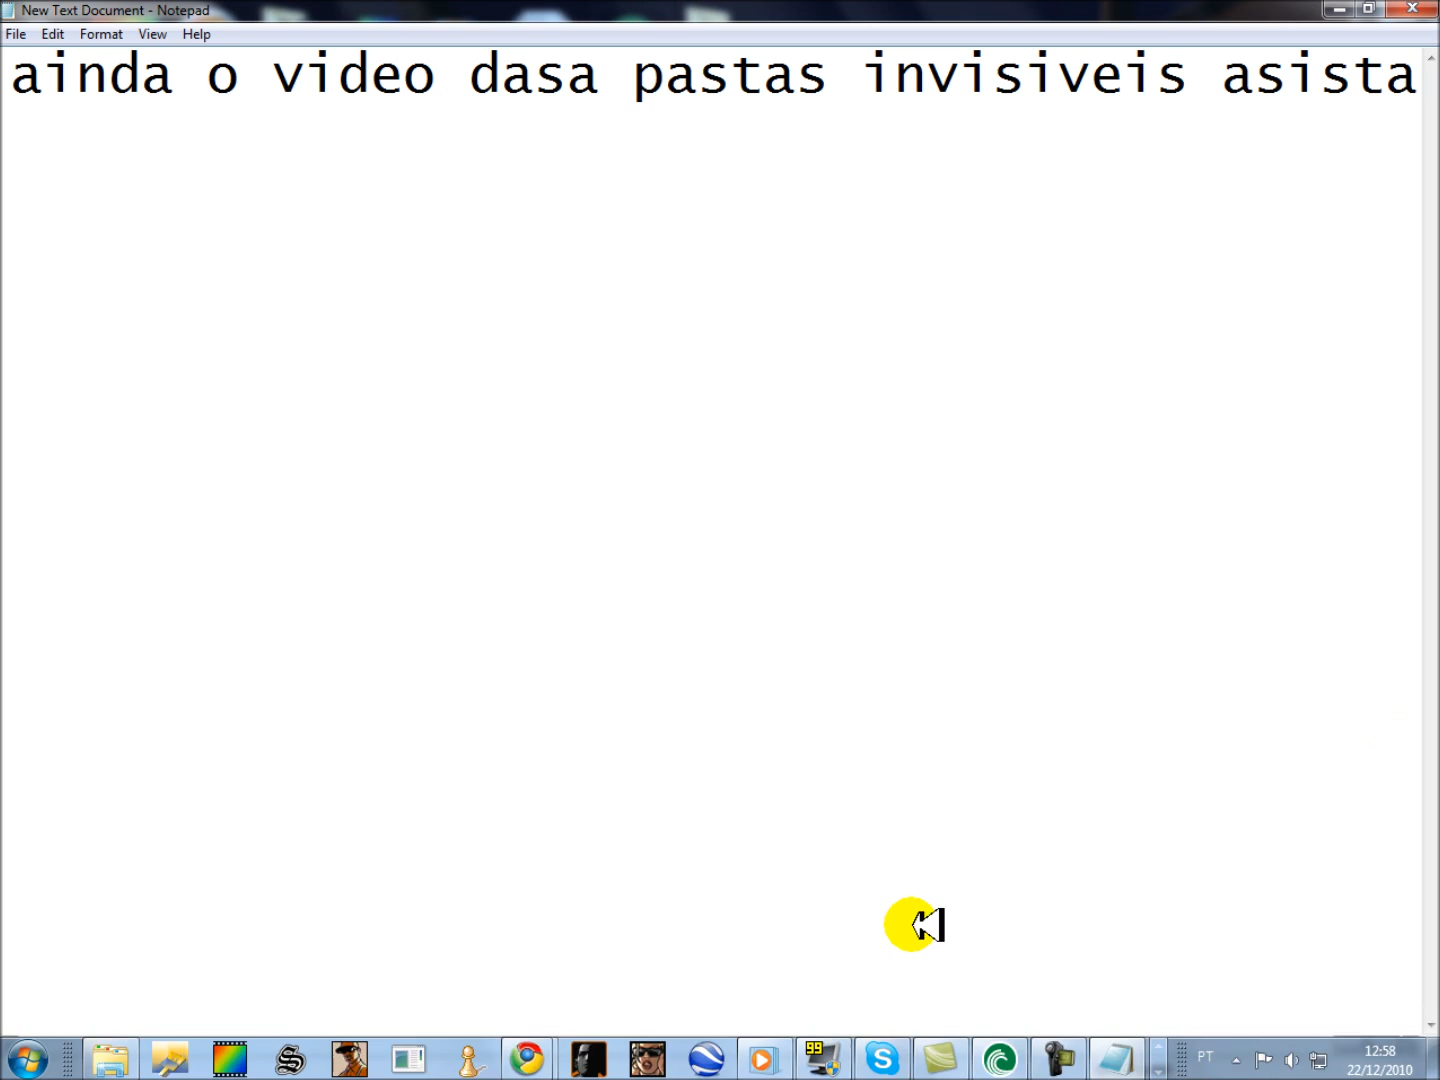 New Text Document - Notepad
File Edit Format View Help
ainda o video dasa pastas invisiveis asista
99
PT
12:58
22/12/2010